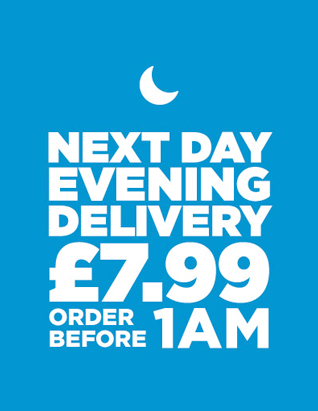 NEXT DAY
EVENING
DELIVERY
£7.99
ORDER BEFORE 1AM